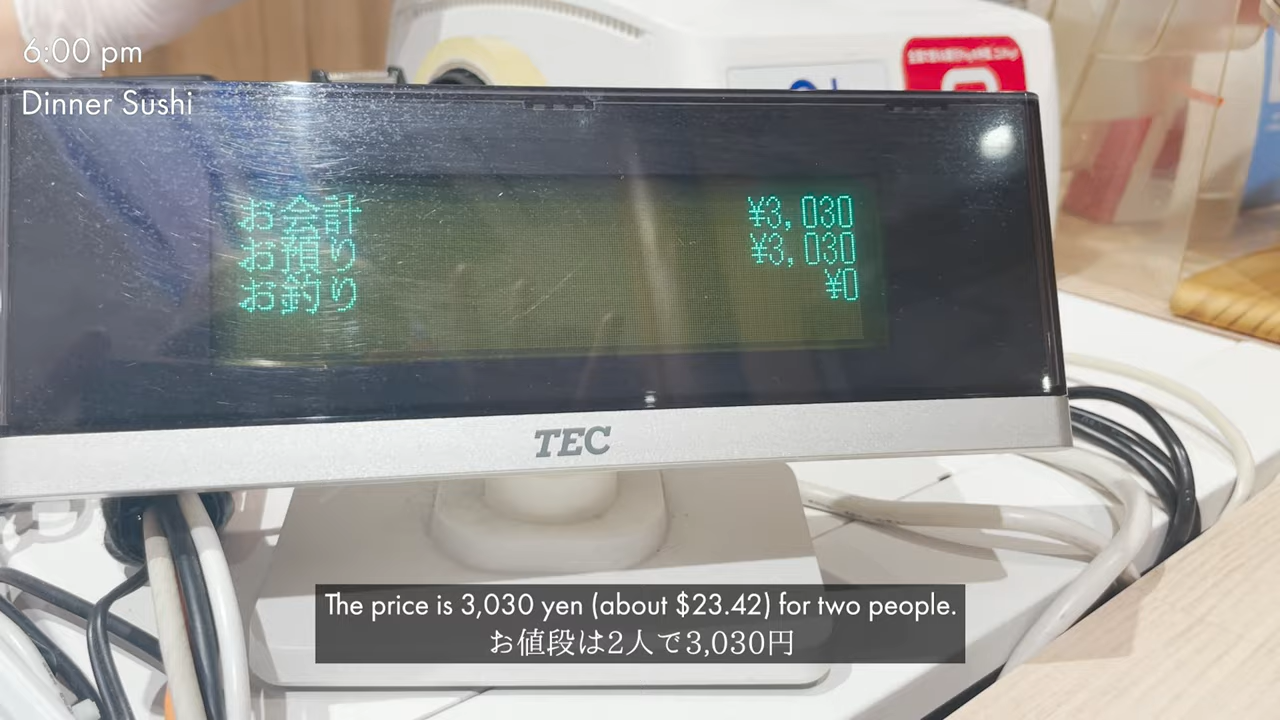 6:00 pm
Dinner Sushi
お会計 ¥3,030
お預り ¥3,030
お釣り ¥0
TEC
The price is 3,030 yen (about $23.42) for two people.
お値段は2人で3,030円